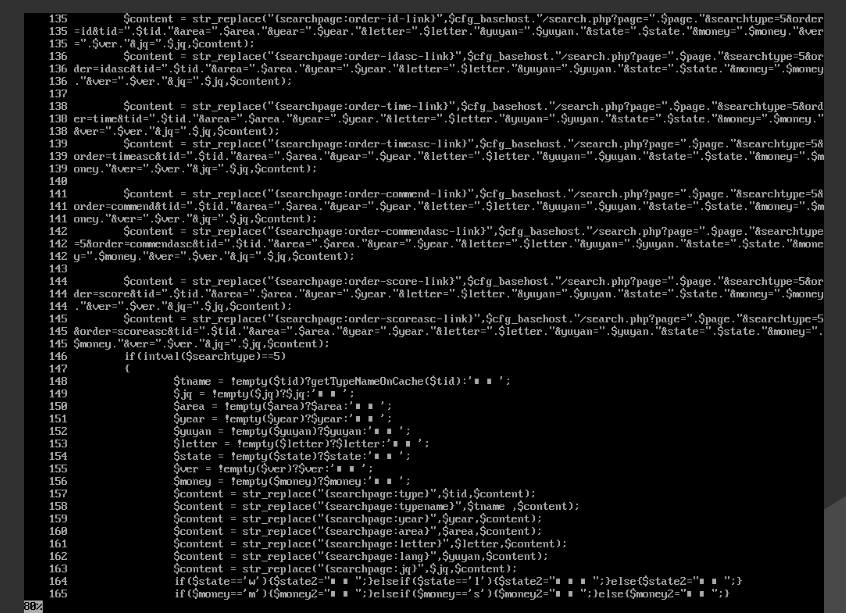 135 $content = str_replace("{searchpage:order-id-link}",$cfg_basehost."/search.php?page=".$page."&searchtype=5&order
135 =id&tid=".$tid."&area=".$area."&year=".$year."&letter=".$letter."&yuyan=".$yuyan."&state=".$state."&money=".$money."&ver
135 =".$ver."&jq=".$jq,$content);
136 $content = str_replace("{searchpage:order-idasc-link}",$cfg_basehost."/search.php?page=".$page."&searchtype=5&or
136 der=idasc&tid=".$tid."&area=".$area."&year=".$year."&letter=".$letter."&yuyan=".$yuyan."&state=".$state."&money=".$money
136 ."&ver=".$ver."&jq=".$jq,$content);
137
138 $content = str_replace("{searchpage:order-time-link}",$cfg_basehost."/search.php?page=".$page."&searchtype=5&ord
138 er=time&tid=".$tid."&area=".$area."&year=".$year."&letter=".$letter."&yuyan=".$yuyan."&state=".$state."&money=".$money."
138 &ver=".$ver."&jq=".$jq,$content);
139 $content = str_replace("{searchpage:order-timeasc-link}",$cfg_basehost."/search.php?page=".$page."&searchtype=5&
139 order=timeasc&tid=".$tid."&area=".$area."&year=".$year."&letter=".$letter."&yuyan=".$yuyan."&state=".$state."&money=".$m
139 oney."&ver=".$ver."&jq=".$jq,$content);
140
141 $content = str_replace("{searchpage:order-commend-link}",$cfg_basehost."/search.php?page=".$page."&searchtype=5&
141 order=commend&tid=".$tid."&area=".$area."&year=".$year."&letter=".$letter."&yuyan=".$yuyan."&state=".$state."&money=".$m
141 oney."&ver=".$ver."&jq=".$jq,$content);
142 $content = str_replace("{searchpage:order-commendasc-link}",$cfg_basehost."/search.php?page=".$page."&searchtype
142 =5&order=commendasc&tid=".$tid."&area=".$area."&year=".$year."&letter=".$letter."&yuyan=".$yuyan."&state=".$state."&mone
142 y=".$money."&ver=".$ver."&jq=".$jq,$content);
143
144 $content = str_replace("{searchpage:order-score-link}",$cfg_basehost."/search.php?page=".$page."&searchtype=5&or
144 der=score&tid=".$tid."&area=".$area."&year=".$year."&letter=".$letter."&yuyan=".$yuyan."&state=".$state."&money=".$money
144 ."&ver=".$ver."&jq=".$jq,$content);
145 $content = str_replace("{searchpage:order-scoreasc-link}",$cfg_basehost."/search.php?page=".$page."&searchtype=5
145 &order=scoreasc&tid=".$tid."&area=".$area."&year=".$year."&letter=".$letter."&yuyan=".$yuyan."&state=".$state."&money=".
145 $money."&ver=".$ver."&jq=".$jq,$content);
146 if(intval($searchtype)==5)
147 {
148 $tname = !empty($tid)?getTypeNameOnCache($tid):'■ ■ ';
149 $jq = !empty($jq)?$jq:'■ ■ ';
150 $area = !empty($area)?$area:'■ ■ ';
151 $year = !empty($year)?$year:'■ ■ ';
152 $yuyan = !empty($yuyan)?$yuyan:'■ ■ ';
153 $letter = !empty($letter)?$letter:'■ ■ ';
154 $state = !empty($state)?$state:'■ ■ ';
155 $ver = !empty($ver)?$ver:'■ ■ ';
156 $money = !empty($money)?$money:'■ ■ ';
157 $content = str_replace("{searchpage:type}",$tid,$content);
158 $content = str_replace("{searchpage:typename}",$tname ,$content);
159 $content = str_replace("{searchpage:year}",$year,$content);
160 $content = str_replace("{searchpage:area}",$area,$content);
161 $content = str_replace("{searchpage:letter}",$letter,$content);
162 $content = str_replace("{searchpage:lang}",$yuyan,$content);
163 $content = str_replace("{searchpage:jq}",$jq,$content);
164 if($state=='w'){$state2="■ ■ ";}elseif($state=='l'){$state2="■ ■ ■ ";}else{$state2="■ ■ ";}
165 if($money=='m'){$money2="■ ■ ";}elseif($money=='s'){$money2="■ ■ ";}else{$money2="■ ■ ";}
80%